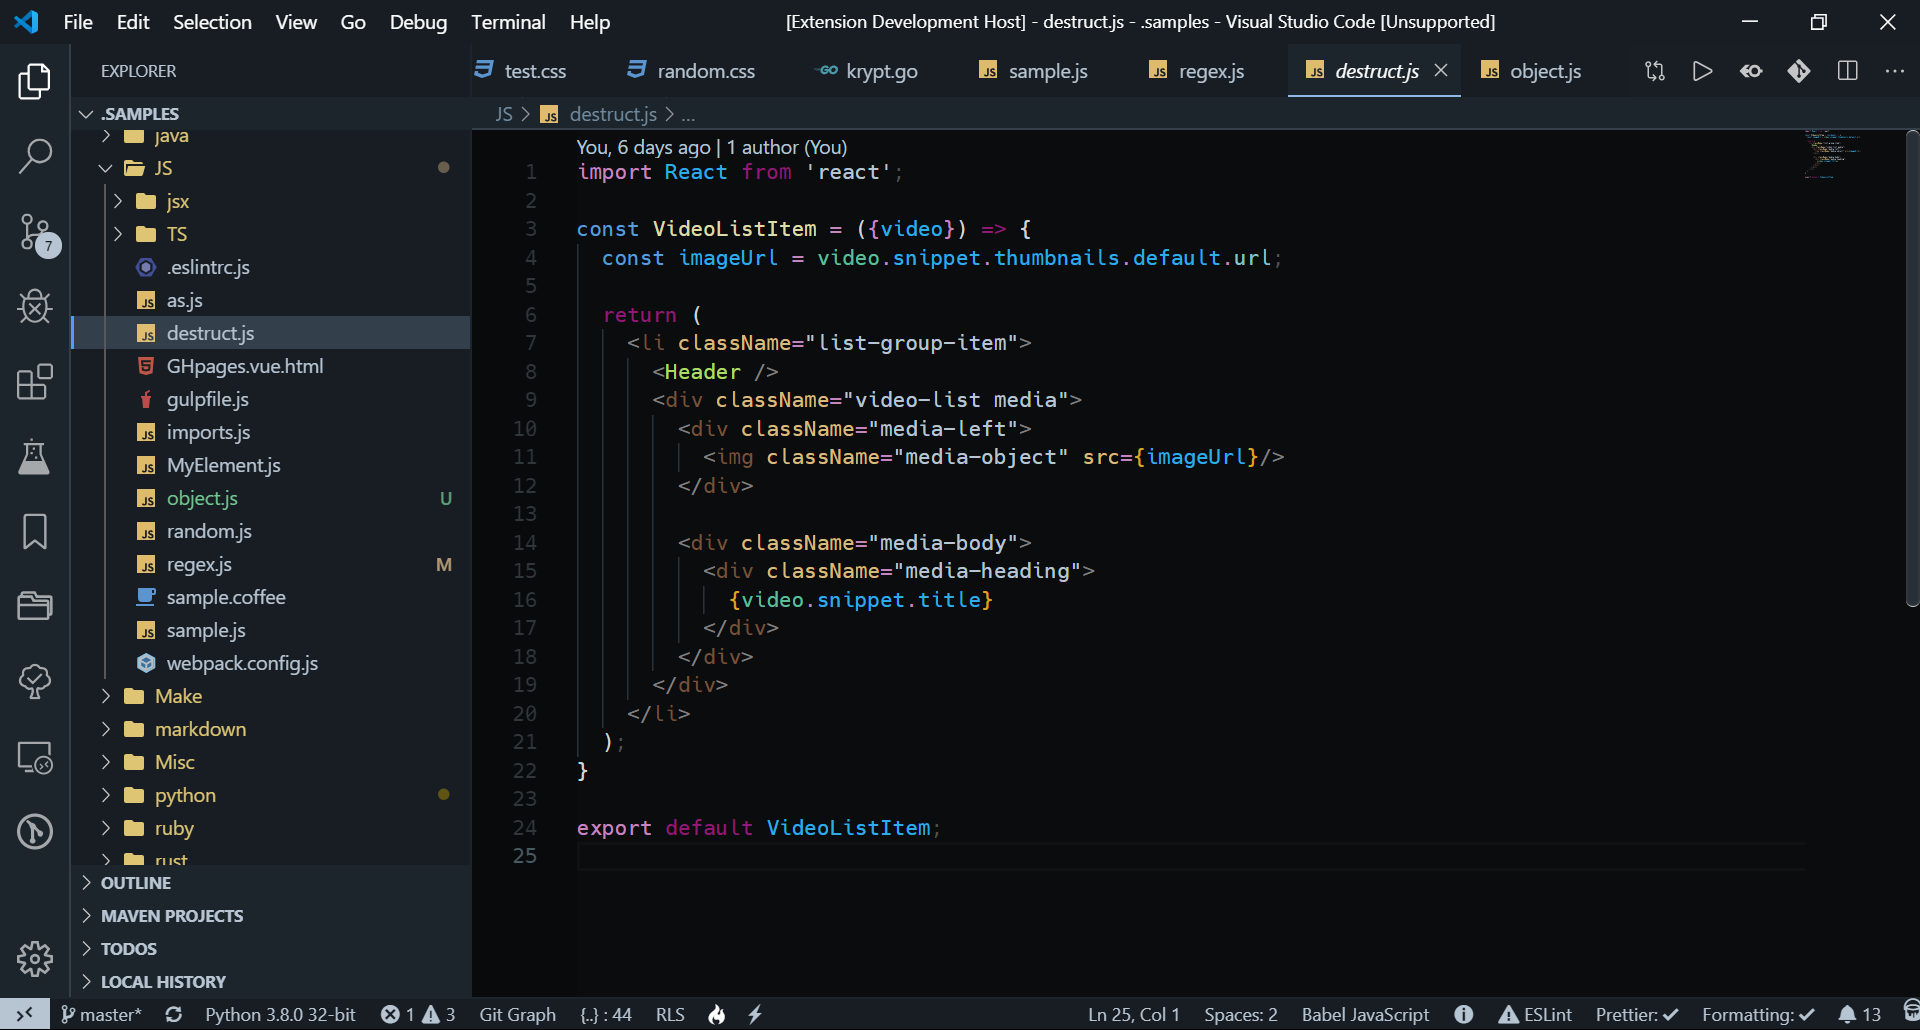 File Edit Selection View Go Debug Terminal Help
[Extension Development Host] - destruct.js - .samples - Visual Studio Code [Unsupported]
EXPLORER
test.css random.css krypt.go sample.js regex.js destruct.js object.js
JS > destruct.js > ...
.SAMPLES
java
JS
jsx
TS
.eslintrc.js
as.js
destruct.js
GHpages.vue.html
gulpfile.js
imports.js
MyElement.js
object.js U
random.js
regex.js M
sample.coffee
sample.js
webpack.config.js
Make
markdown
Misc
python
ruby
rust
OUTLINE
MAVEN PROJECTS
TODOS
LOCAL HISTORY
7
You, 6 days ago | 1 author (You)
1 import React from 'react';
2
3 const VideoListItem = ({video}) => {
4 const imageUrl = video.snippet.thumbnails.default.url;
5
6 return (
7 <li className="list-group-item">
8 <Header />
9 <div className="video-list media">
10 <div className="media-left">
11 <img className="media-object" src={imageUrl}/>
12 </div>
13
14 <div className="media-body">
15 <div className="media-heading">
16 {video.snippet.title}
17 </div>
18 </div>
19 </div>
20 </li>
21 );
22 }
23
24 export default VideoListItem;
25
master* Python 3.8.0 32-bit 1 3 Git Graph {..} : 44 RLS Ln 25, Col 1 Spaces: 2 Babel JavaScript ESLint Prettier: ✓ Formatting: ✓ 13